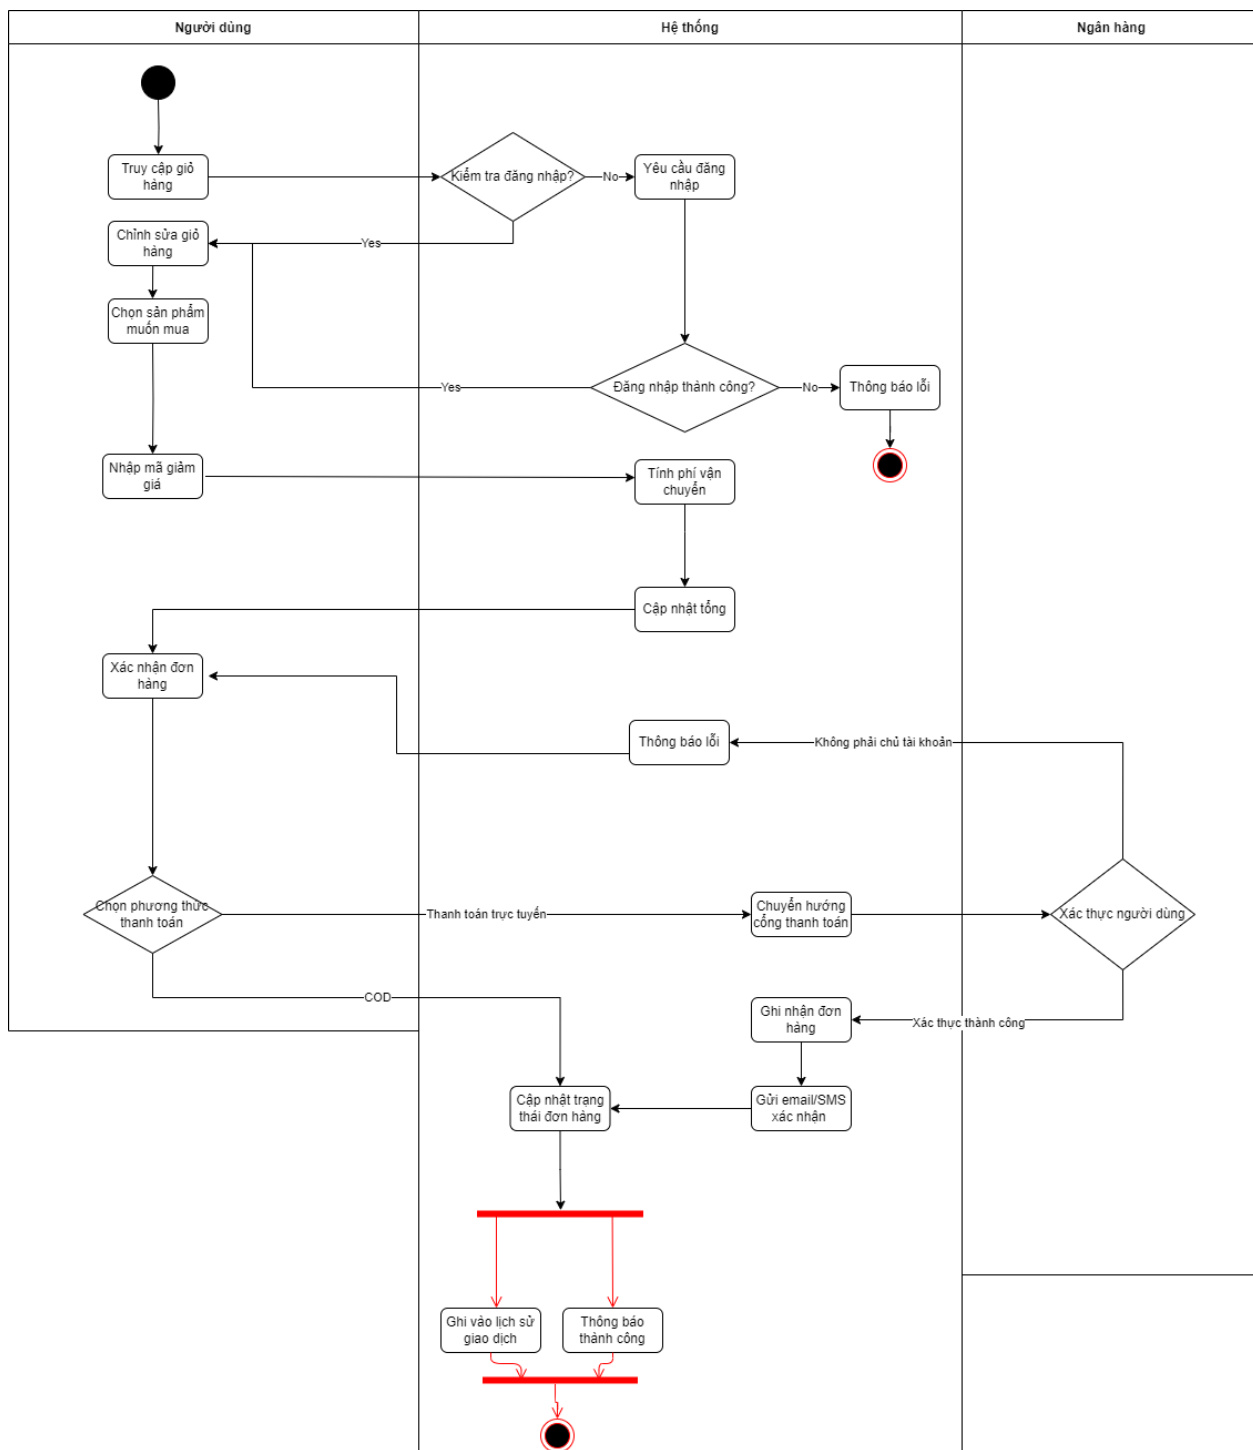 Người dùng
Hệ thống
Ngân hàng
Truy cập giỏ
hàng
Kiểm tra đăng nhập?
No
Yêu cầu đăng
nhập
Chỉnh sửa giỏ
hàng
Yes
Chọn sản phẩm
muốn mua
Yes
Đăng nhập thành công?
No
Thông báo lỗi
Nhập mã giảm
giá
Tính phí vận
chuyển
Cập nhật tổng
Xác nhận đơn
hàng
Thông báo lỗi
Không phải chủ tài khoản
Chọn phương thức
thanh toán
Thanh toán trực tuyến
Chuyển hướng
cổng thanh toán
Xác thực người dùng
COD
Ghi nhận đơn
hàng
Xác thực thành công
Cập nhật trạng
thái đơn hàng
Gửi email/SMS
xác nhận
Ghi vào lịch sử
giao dịch
Thông báo
thành công